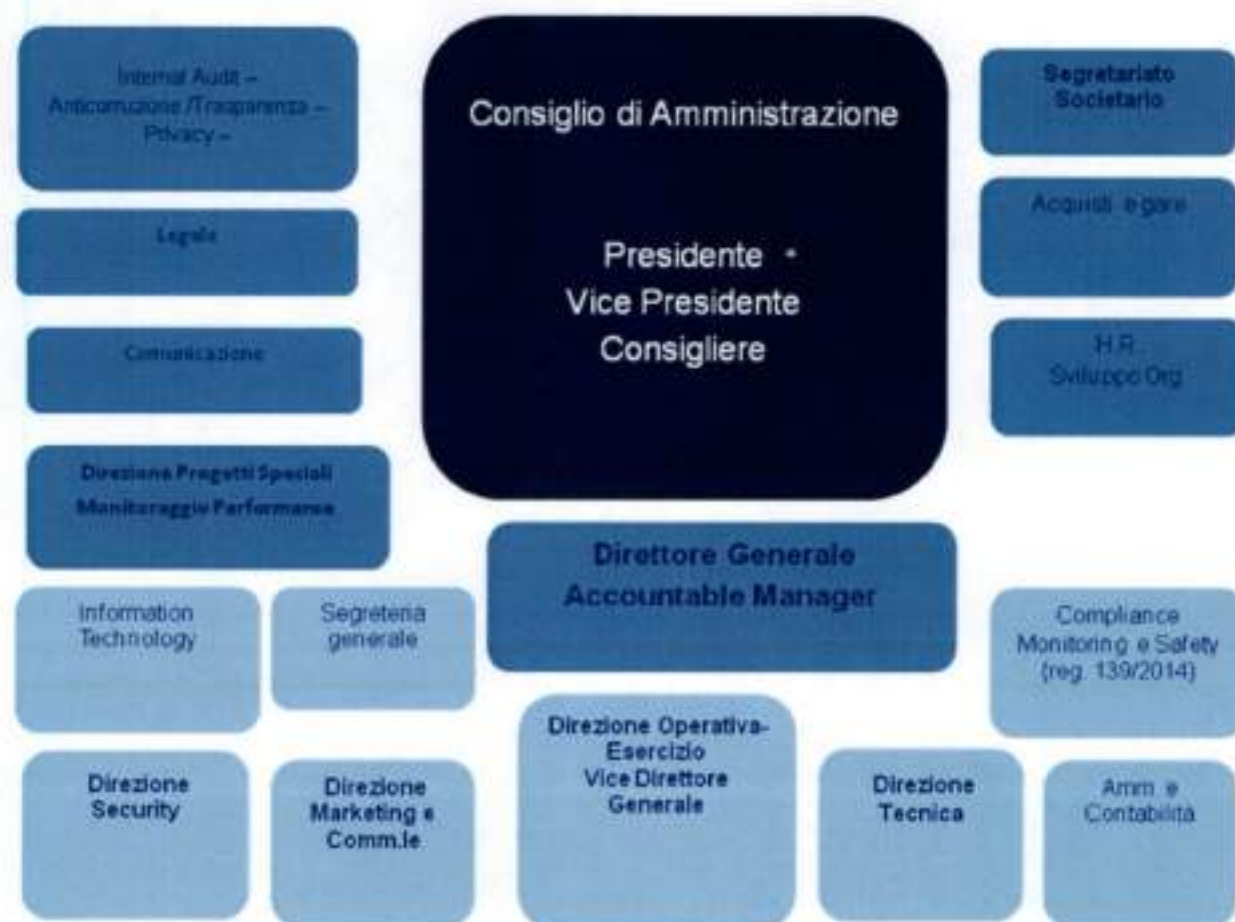 Internal Audit –
Anticorruzione /Trasparenza –
Privacy –
Legale
Comunicazione
Direzione Progetti Speciali
Monitoraggio Performance
Consiglio di Amministrazione
Presidente
Vice Presidente
Consigliere
Segretariato
Societario
Acquisti e gare
H.R.
Sviluppo Org
Direttore Generale
Accountable Manager
Information
Technology
Segreteria
generale
Compliance
Monitoring e Safety
(reg. 139/2014)
Direzione
Security
Direzione
Marketing e
Comm.le
Direzione Operativa-
Esercizio
Vice Direttore
Generale
Direzione
Tecnica
Amm e
Contabilità